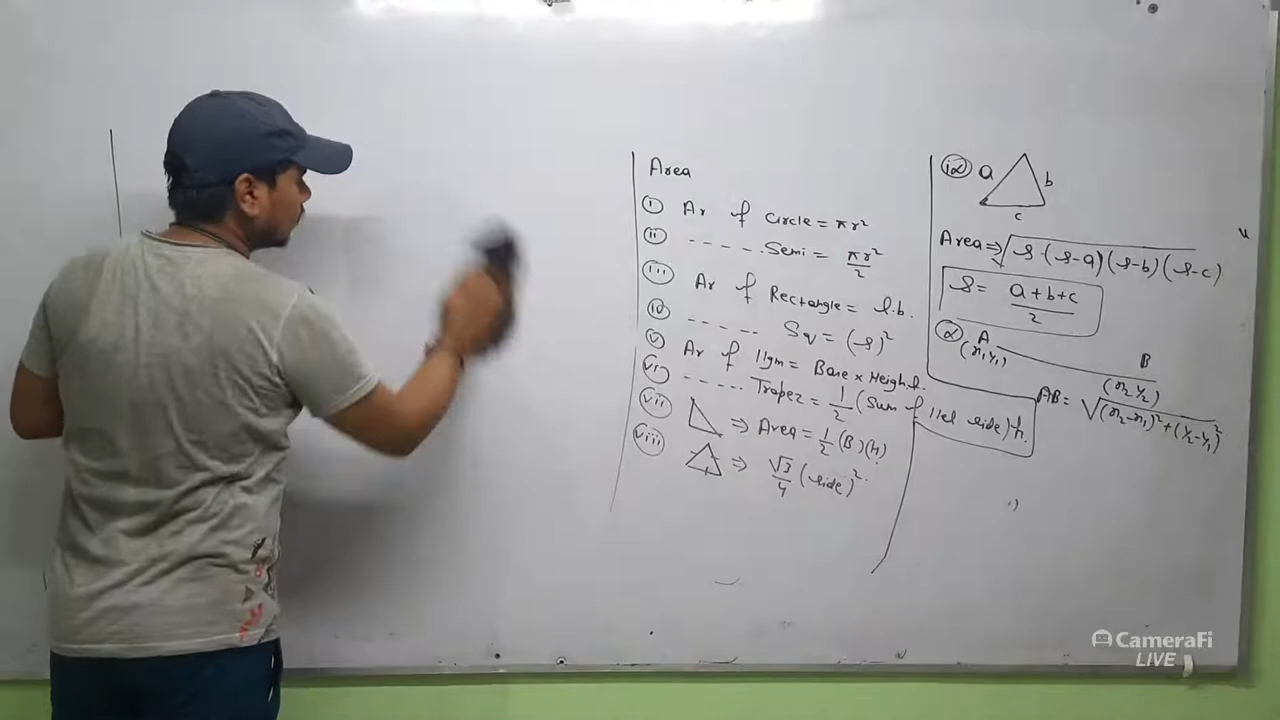 Area
(i) Ar of Circle = πr²
(ii) ----- Semi = πr²/2
(iii) Ar of Rectangle = l.b.
(iv) ----- Sq = (s)²
(v) Ar of llgm = Base × Height.
(vi) ----- Trapez = 1/2 (Sum of llel side) h.
(vii) ⇒ Area = 1/2 (B)(h)
(viii) ⇒ √3/4 (side)².
(ix) a b
c
Area ⇒ √s.(s-a)(s-b)(s-c)
s = a+b+c/2
(x) A B
(x₁,y₁) (x₂ y₂)
AB = √(x₂-x₁)²+(y₂-y₁)²
CameraFi
LIVE